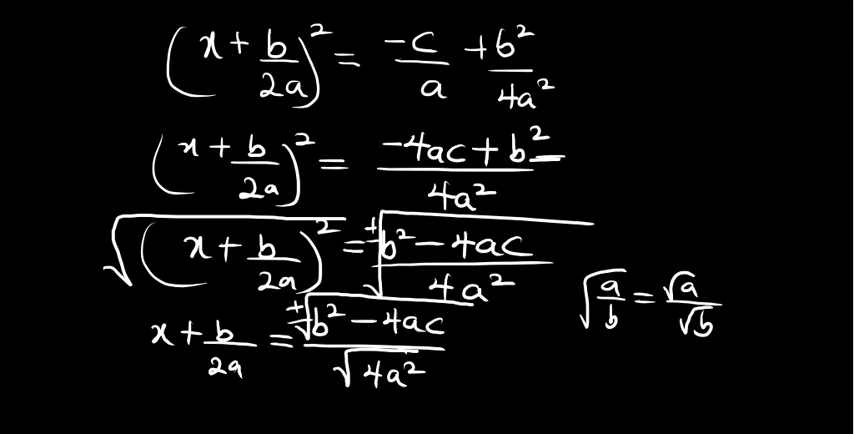 (x + b/2a)² = -c/a + b²/4a²
(x + b/2a)² = -4ac + b²/4a²
√(x + b/2a)² = ±√b² - 4ac/4a²
x + b/2a = ±√b² - 4ac/√4a²
√a/b = √a/√b